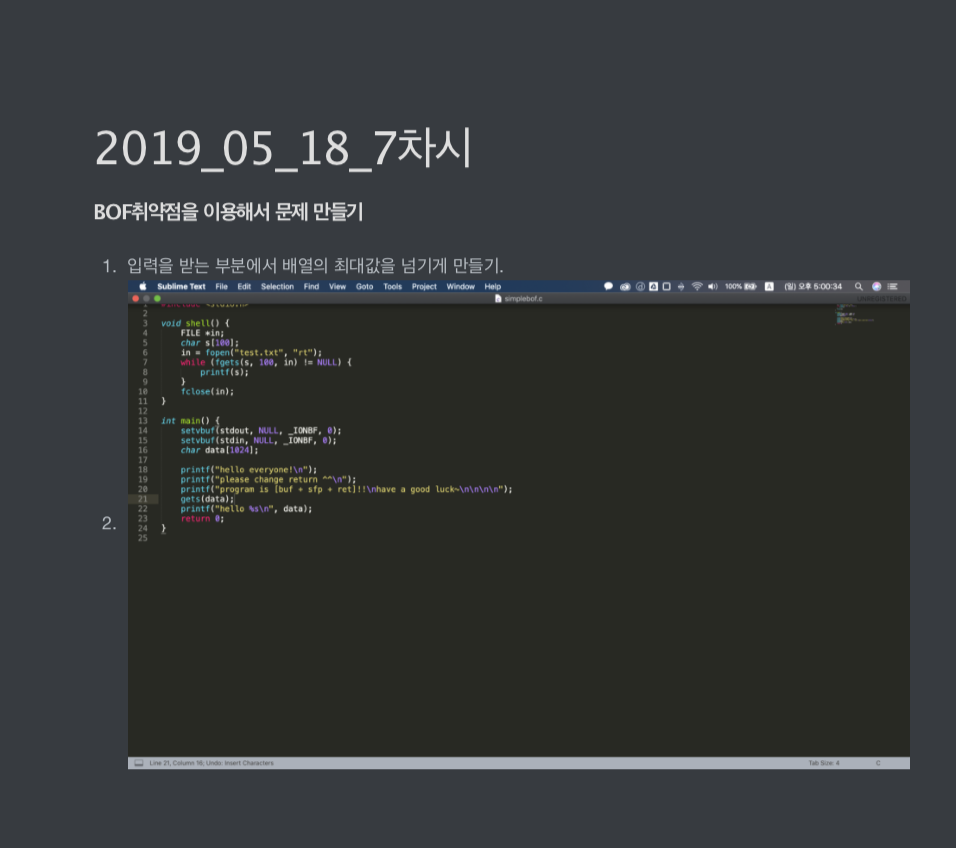 2019_05_18_7차시
BOF취약점을 이용해서 문제 만들기
1. 입력을 받는 부분에서 배열의 최대값을 넘기게 만들기.
2.
Sublime Text File Edit Selection Find View Goto Tools Project Window Help 100% (일) 오후 5:00:34
simplebof.c
UNREGISTERED
1 #include <stdio.h>
2
3 void shell() {
4 FILE *in;
5 char s[100];
6 in = fopen("test.txt", "rt");
7 while (fgets(s, 100, in) != NULL) {
8 printf(s);
9 }
10 fclose(in);
11 }
12
13 int main() {
14 setvbuf(stdout, NULL, _IONBF, 0);
15 setvbuf(stdin, NULL, _IONBF, 0);
16 char data[1024];
17
18 printf("hello everyone!\n");
19 printf("please change return ^^\n");
20 printf("program is [buf + sfp + ret]!!\nhave a good luck~\n\n\n\n");
21 gets(data);
22 printf("hello %s\n", data);
23 return 0;
24 }
25
Line 21, Column 16; Undo: Insert Characters Tab Size: 4 C